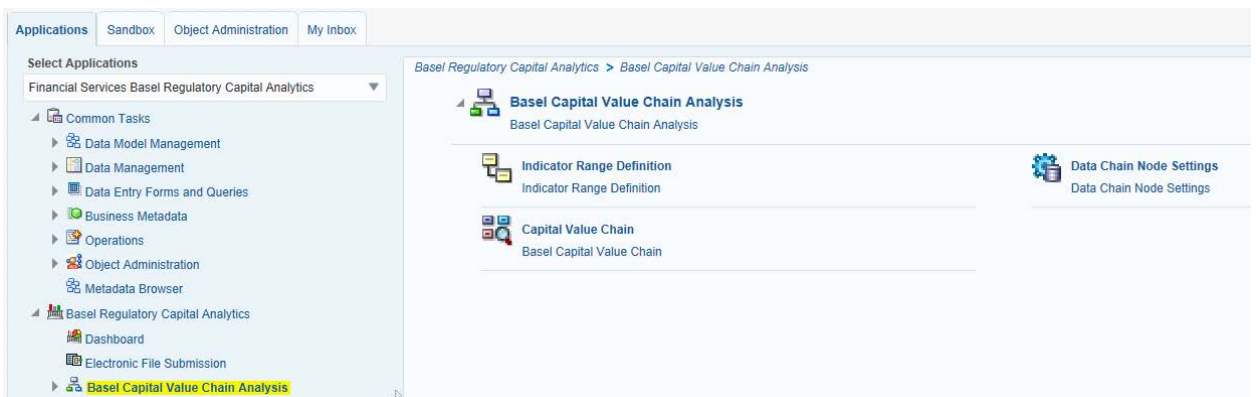 Applications Sandbox Object Administration My Inbox
Select Applications
Financial Services Basel Regulatory Capital Analytics
Common Tasks
Data Model Management
Data Management
Data Entry Forms and Queries
Business Metadata
Operations
Object Administration
Metadata Browser
Basel Regulatory Capital Analytics
Dashboard
Electronic File Submission
Basel Capital Value Chain Analysis
Basel Regulatory Capital Analytics > Basel Capital Value Chain Analysis
Basel Capital Value Chain Analysis
Basel Capital Value Chain Analysis
Indicator Range Definition
Indicator Range Definition
Data Chain Node Settings
Data Chain Node Settings
Capital Value Chain
Basel Capital Value Chain